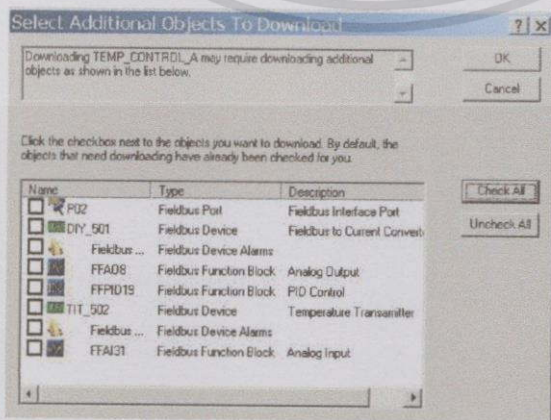 Select Additional Objects To Download
Downloading TEMP_CONTROL_A may require downloading additional
objects as shown in the list below.
OK
Cancel
Click the checkbox next to the objects you want to download. By default, the
objects that need downloading have already been checked for you.
Name Type Description
P02 Fieldbus Port Fieldbus Interface Port
DIY_501 Fieldbus Device Fieldbus to Current Converte
Fieldbus ... Fieldbus Device Alarms
FFAO8 Fieldbus Function Block Analog Output
FFPID19 Fieldbus Function Block PID Control
TIT_502 Fieldbus Device Temperature Transmitter
Fieldbus ... Fieldbus Device Alarms
FFAI31 Fieldbus Function Block Analog Input
Check All
Uncheck All